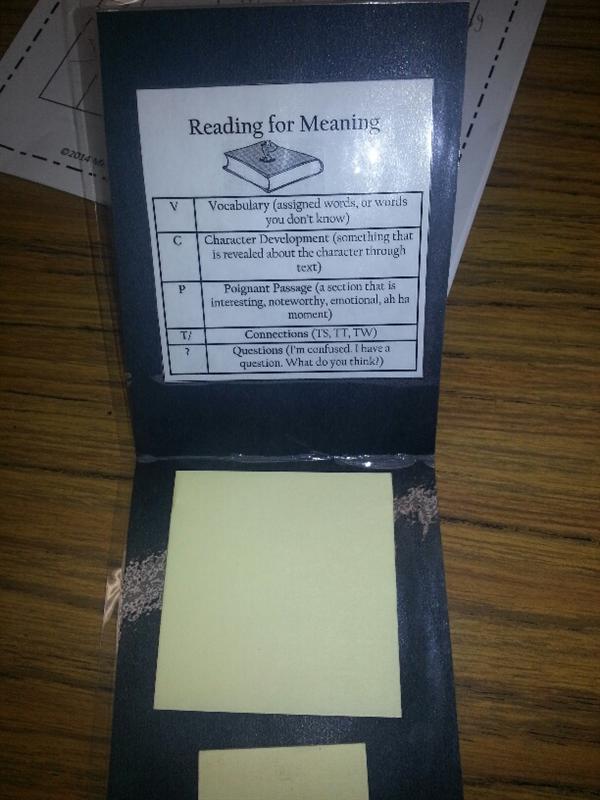 ©2014
Reading for Meaning
V
Vocabulary (assigned words, or words
you don't know)
C
Character Development (something that
is revealed about the character through
text)
P
Poignant Passage (a section that is
interesting, noteworthy, emotional, ah ha
moment)
T/
Connections (TS, TT, TW)
?
Questions (I'm confused. I have a
question. What do you think?)